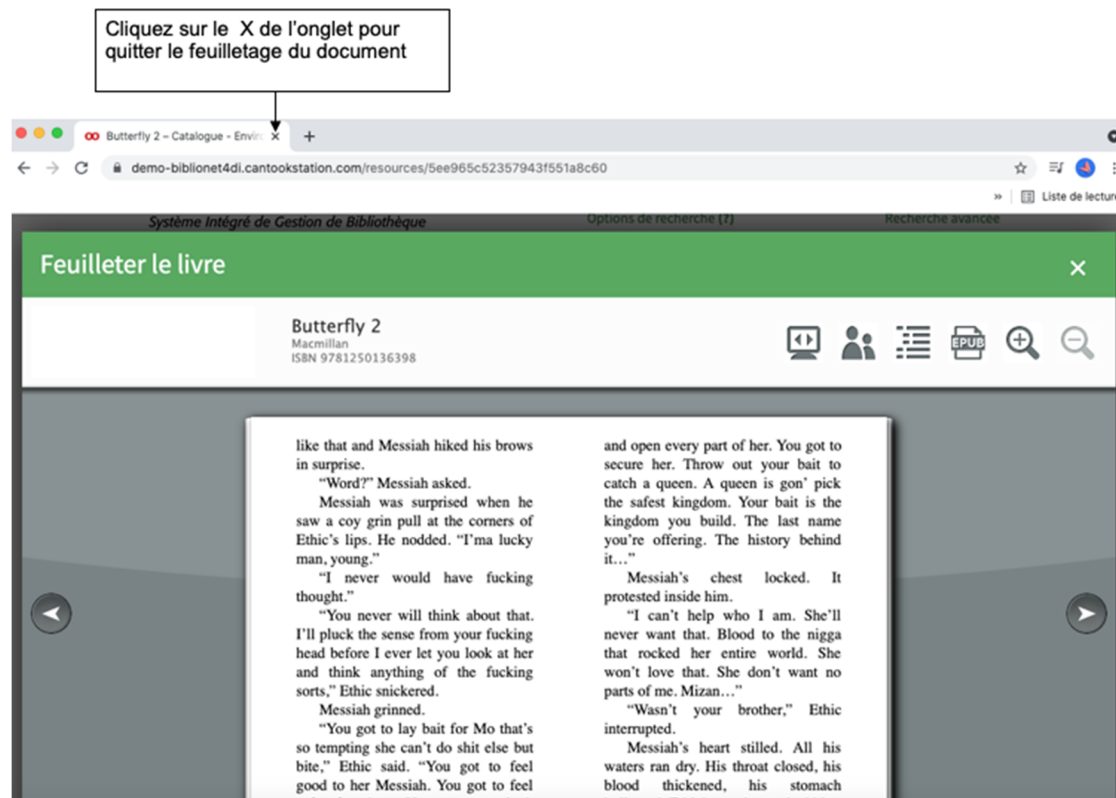 Cliquez sur le X de l'onglet pour
quitter le feuilletage du document
Butterfly 2 – Catalogue - Enviro
demo-biblionet4di.cantookstation.com/resources/5ee965c52357943f551a8c60
Liste de lecture
Système Intégré de Gestion de Bibliothèque
Options de recherche (?)
Recherche avancée
Feuilleter le livre
Butterfly 2
Macmillan
ISBN 9781250136398
EPUB
like that and Messiah hiked his brows
in surprise.
“Word?” Messiah asked.
Messiah was surprised when he
saw a coy grin pull at the corners of
Ethic’s lips. He nodded. “I’ma lucky
man, young.”
“I never would have fucking
thought.”
“You never will think about that.
I’ll pluck the sense from your fucking
head before I ever let you look at her
and think anything of the fucking
sorts,” Ethic snickered.
Messiah grinned.
“You got to lay bait for Mo that’s
so tempting she can’t do shit else but
bite,” Ethic said. “You got to feel
good to her Messiah. You got to feel
and open every part of her. You got to
secure her. Throw out your bait to
catch a queen. A queen is gon’ pick
the safest kingdom. Your bait is the
kingdom you build. The last name
you’re offering. The history behind
it…”
Messiah’s chest locked. It
protested inside him.
“I can’t help who I am. She’ll
never want that. Blood to the nigga
that rocked her entire world. She
won’t love that. She don’t want no
parts of me. Mizan…”
“Wasn’t your brother,” Ethic
interrupted.
Messiah’s heart stilled. All his
waters ran dry. His throat closed, his
blood thickened, his stomach